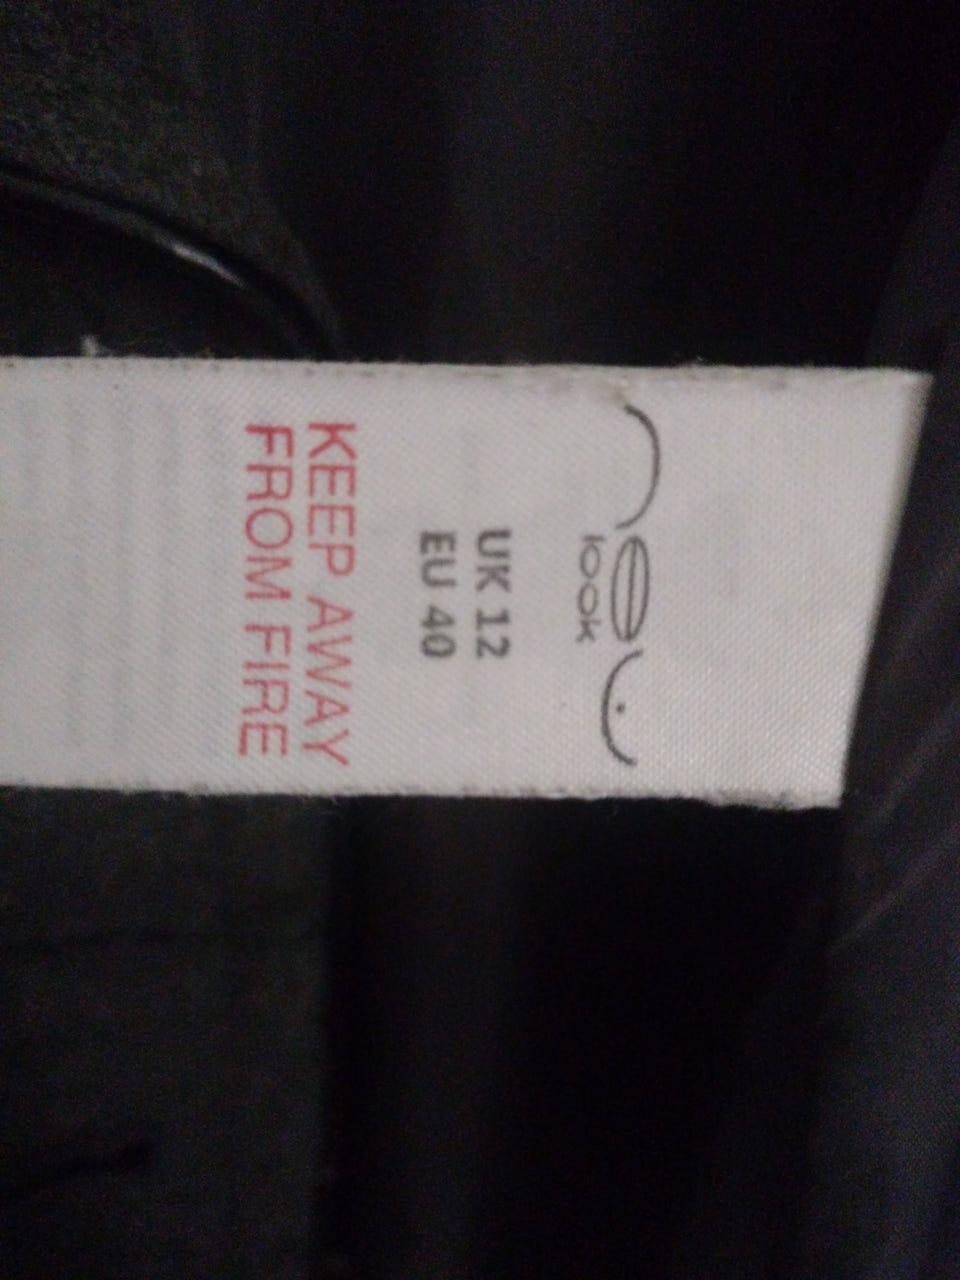 new
look
UK 12
EU 40
KEEP AWAY
FROM FIRE